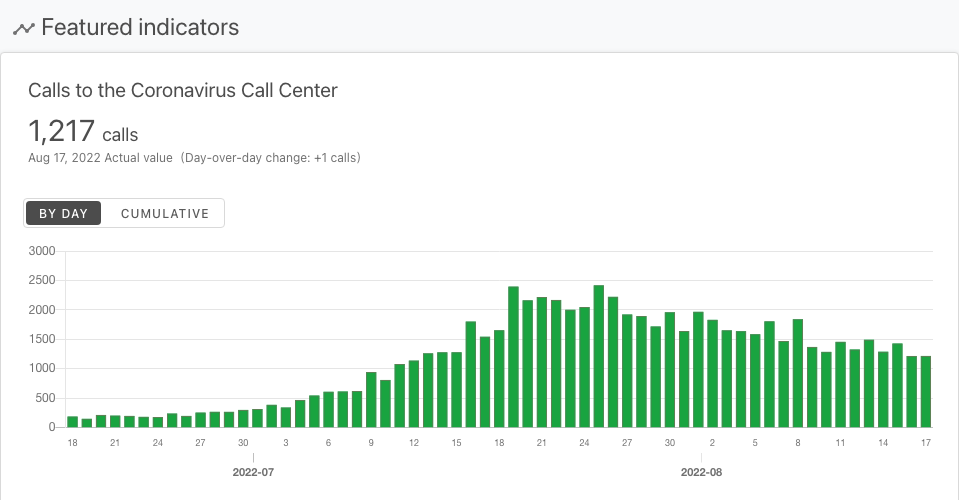 Featured indicators
Calls to the Coronavirus Call Center
1,217 calls
Aug 17, 2022 Actual value (Day-over-day change: +1 calls)
BY DAY CUMULATIVE
3000
2500
2000
1500
1000
500
0
18 21 24 27 30 3 6 9 12 15 18 21 24 27 30 2 5 8 11 14 17
2022-07 2022-08